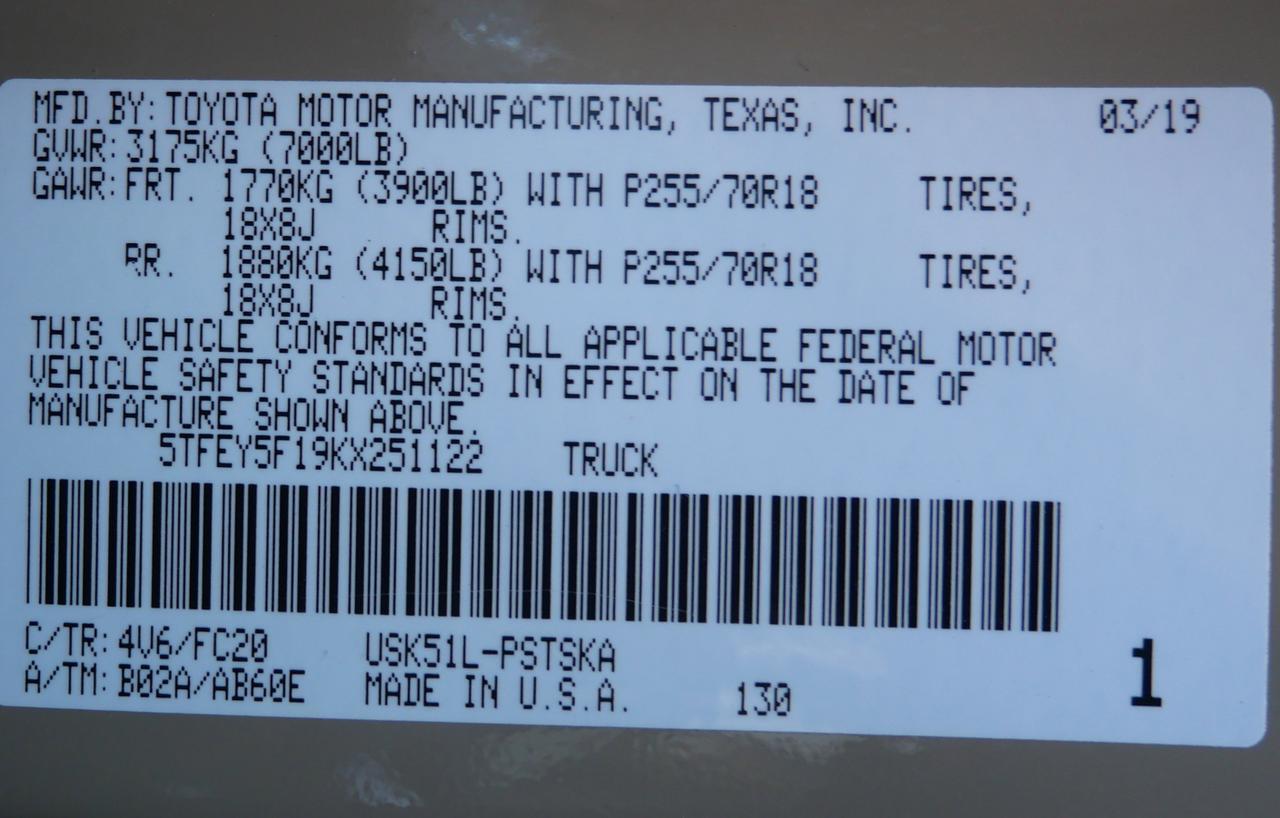 MFD.BY: TOYOTA MOTOR MANUFACTURING, TEXAS, INC. 03/19
GVWR: 3175KG (7000LB)
GAWR: FRT. 1770KG (3900LB) WITH P255/70R18 TIRES,
18X8J RIMS.
RR. 1880KG (4150LB) WITH P255/70R18 TIRES,
18X8J RIMS.
THIS VEHICLE CONFORMS TO ALL APPLICABLE FEDERAL MOTOR
VEHICLE SAFETY STANDARDS IN EFFECT ON THE DATE OF
MANUFACTURE SHOWN ABOVE.
5TFEY5F19KX251122 TRUCK
C/TR: 4V6/FC20 USK51L-PSTSKA
A/TM: B02A/AB60E MADE IN U.S.A. 130 1